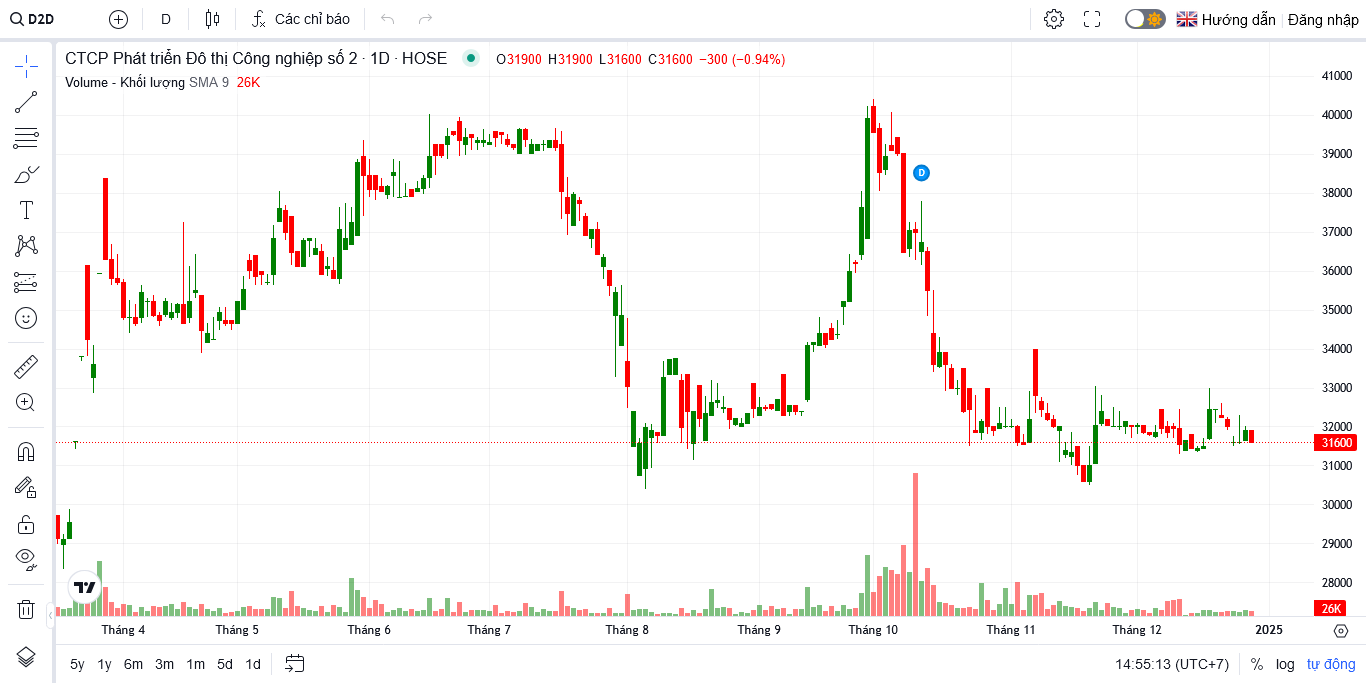 D2D D Các chỉ báo Hướng dẫn Đăng nhập
CTCP Phát triển Đô thị Công nghiệp số 2 · 1D · HOSE O31900 H31900 L31600 C31600 −300 (−0.94%)
Volume - Khối lượng SMA 9 26K
41000
40000
39000
D
38000
37000
36000
35000
34000
33000
32000
31600
31000
30000
29000
28000
26K
Tháng 4 Tháng 5 Tháng 6 Tháng 7 Tháng 8 Tháng 9 Tháng 10 Tháng 11 Tháng 12 2025
5y 1y 6m 3m 1m 5d 1d 14:55:13 (UTC+7) % log tự động